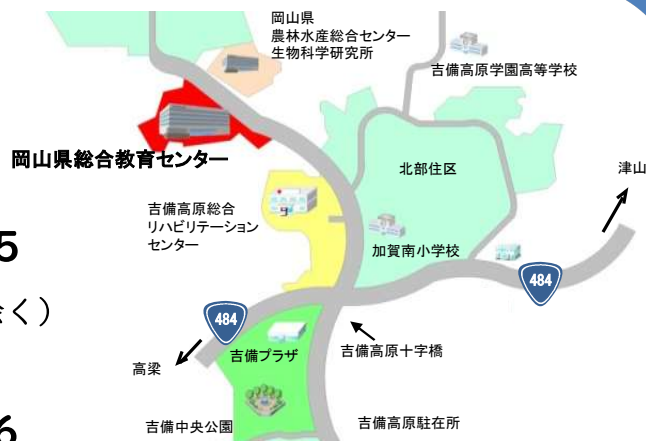 岡山県
農林水産総合センター
生物科学研究所
吉備高原学園高等学校
岡山県総合教育センター
北部住区
津山
吉備高原総合
リハビリテーション
センター
加賀南小学校
5
484
く）
484
吉備プラザ
吉備高原十字橋
高梁
吉備中央公園
吉備高原駐在所
6